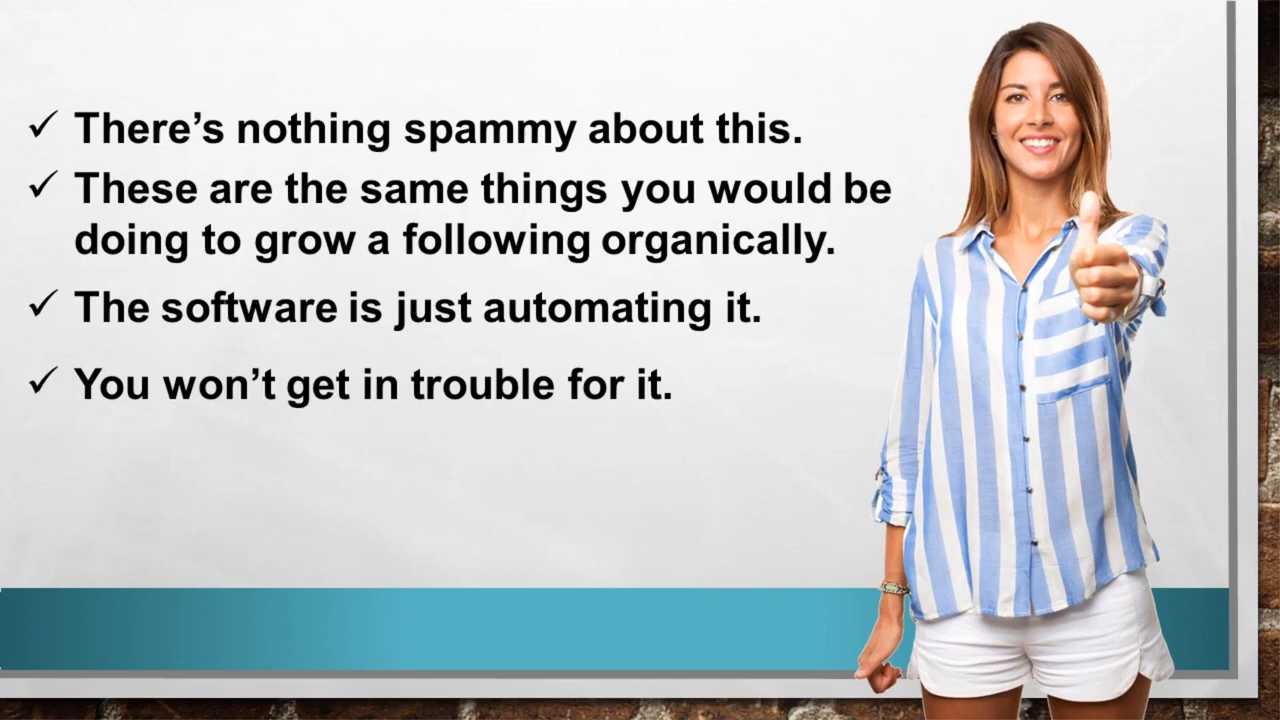 There’s nothing spammy about this.
These are the same things you would be
doing to grow a following organically.
The software is just automating it.
You won’t get in trouble for it.